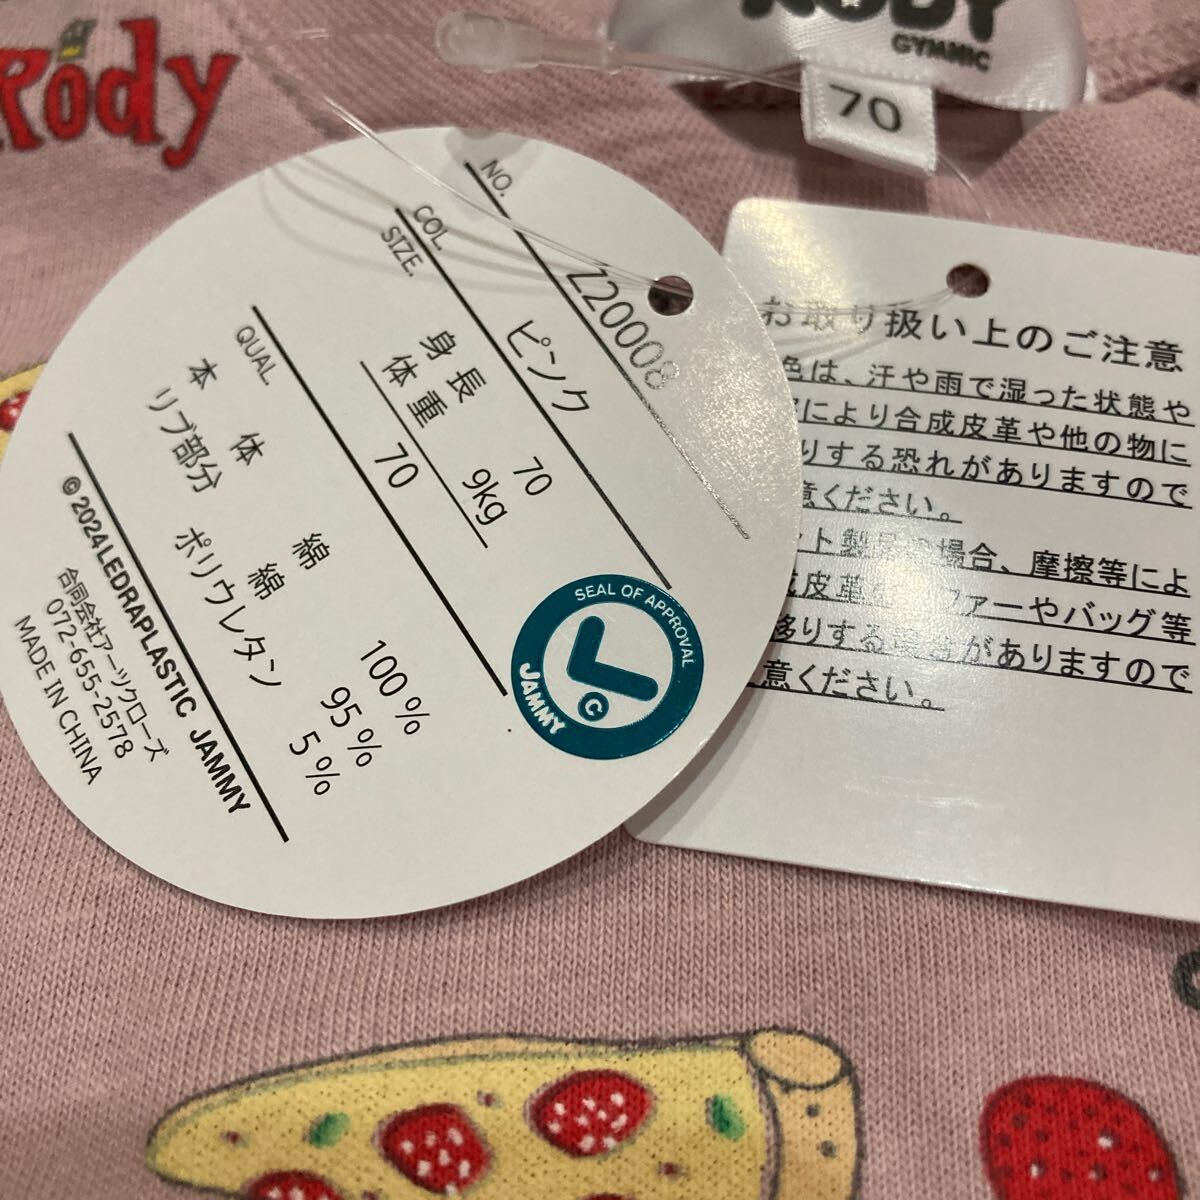 Rody
RODY
GYMMIC
70
NO. Z20008
COL. ピンク
SIZE. 身長 70
体重 9kg
70
QUAL 本体 綿 100%
リブ部分 綿 95%
ポリウレタン 5%
©2024 LEDRAPLASTIC JAMMY
合同会社アーツクローズ
072-655-2578
MADE IN CHINA
SEAL OF APPROVAL
JAMMY
お取り扱い上のご注意
色は、汗や雨で湿った状態や
により合成皮革や他の物に
りする恐れがありますので
意ください。
場合、摩擦等によ
皮革 ファーやバッグ等
移りする がありますので
意ください。